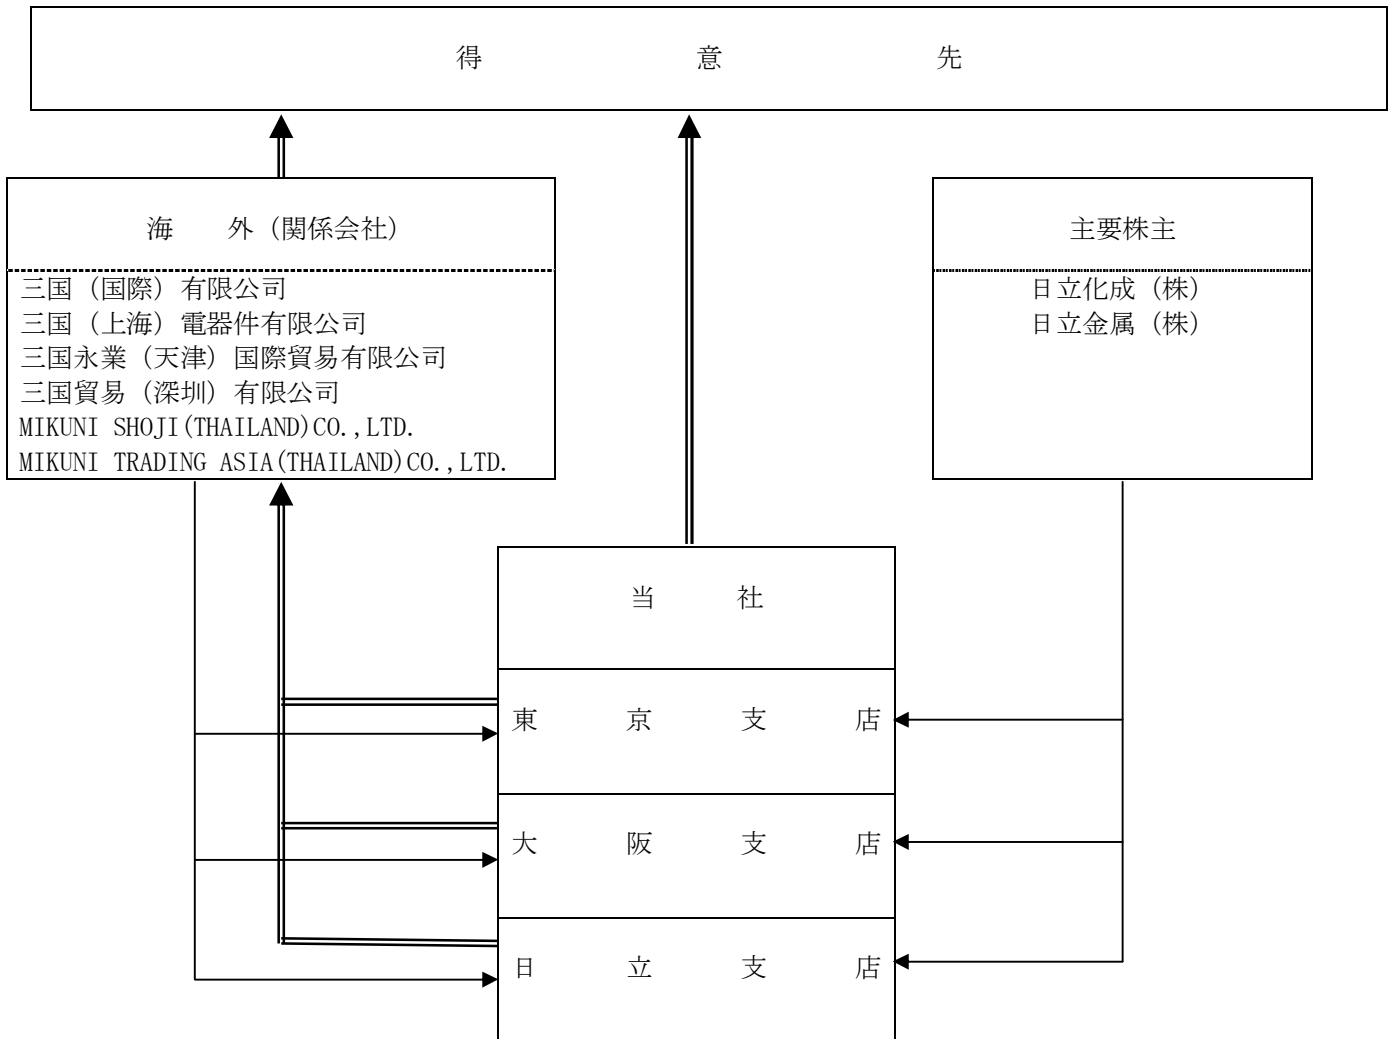 得意先
海外（関係会社）
三国（国際）有限公司
三国（上海）電器件有限公司
三国永業（天津）国際貿易有限公司
三国貿易（深圳）有限公司
MIKUNI SHOJI(THAILAND)CO.,LTD.
MIKUNI TRADING ASIA(THAILAND)CO.,LTD.
主要株主
日立化成（株）
日立金属（株）
当社
東京支店
大阪支店
日立支店